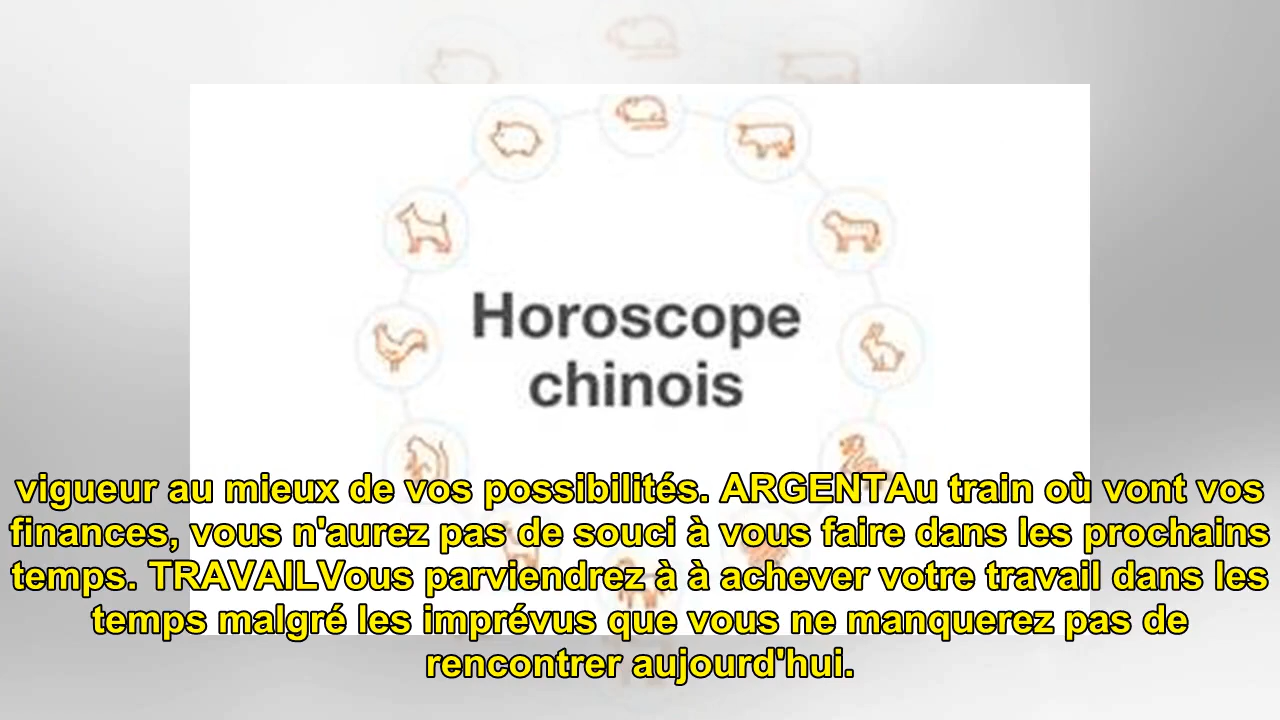 Horoscope
chinois
vigueur au mieux de vos possibilités. ARGENTAu train où vont vos
finances, vous n'aurez pas de souci à vous faire dans les prochains
temps. TRAVAILVous parviendrez à à achever votre travail dans les
temps malgré les imprévus que vous ne manquerez pas de
rencontrer aujourd'hui.